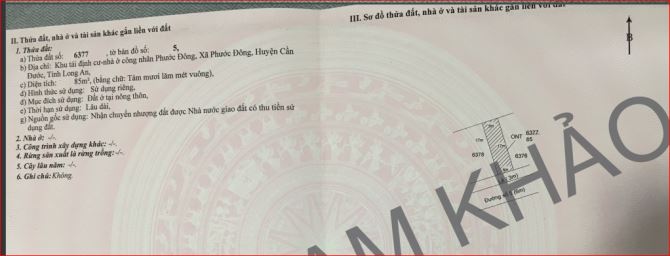 II. Thửa đất, nhà ở và tài sản khác gắn liền với đất
1. Thửa đất:
a) Thửa đất số: 6377 , tờ bản đồ số: 5,
b) Địa chỉ: Khu tái định cư-nhà ở công nhân Phước Đông, Xã Phước Đông, Huyện Cần
Đước, Tỉnh Long An,
c) Diện tích: 85m², (bằng chữ: Tám mươi lăm mét vuông),
d) Hình thức sử dụng: Sử dụng riêng,
đ) Mục đích sử dụng: Đất ở tại nông thôn,
e) Thời hạn sử dụng: Lâu dài,
g) Nguồn gốc sử dụng: Nhận chuyển nhượng đất được Nhà nước giao đất có thu tiền sử
dụng đất.
2. Nhà ở: -/-.
3. Công trình xây dựng khác: -/-.
4. Rừng sản xuất là rừng trồng: -/-.
5. Cây lâu năm: -/-.
6. Ghi chú: Không.
III. Sơ đồ thửa đất, nhà ở và tài sản khác gắn liền với đất
B
5m
17m
17m
ONT
6377
85
6378
6376
5m
Đường số
AM KHẢO